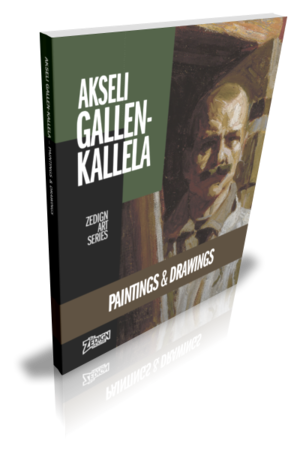 AKSELI
GALLEN-
KALLELA
ZEDIGN
ART
SERIES
PAINTINGS & DRAWINGS
ZEDIGN
AKSELI GALLEN-KALLELA - PAINTINGS & DRAWINGS